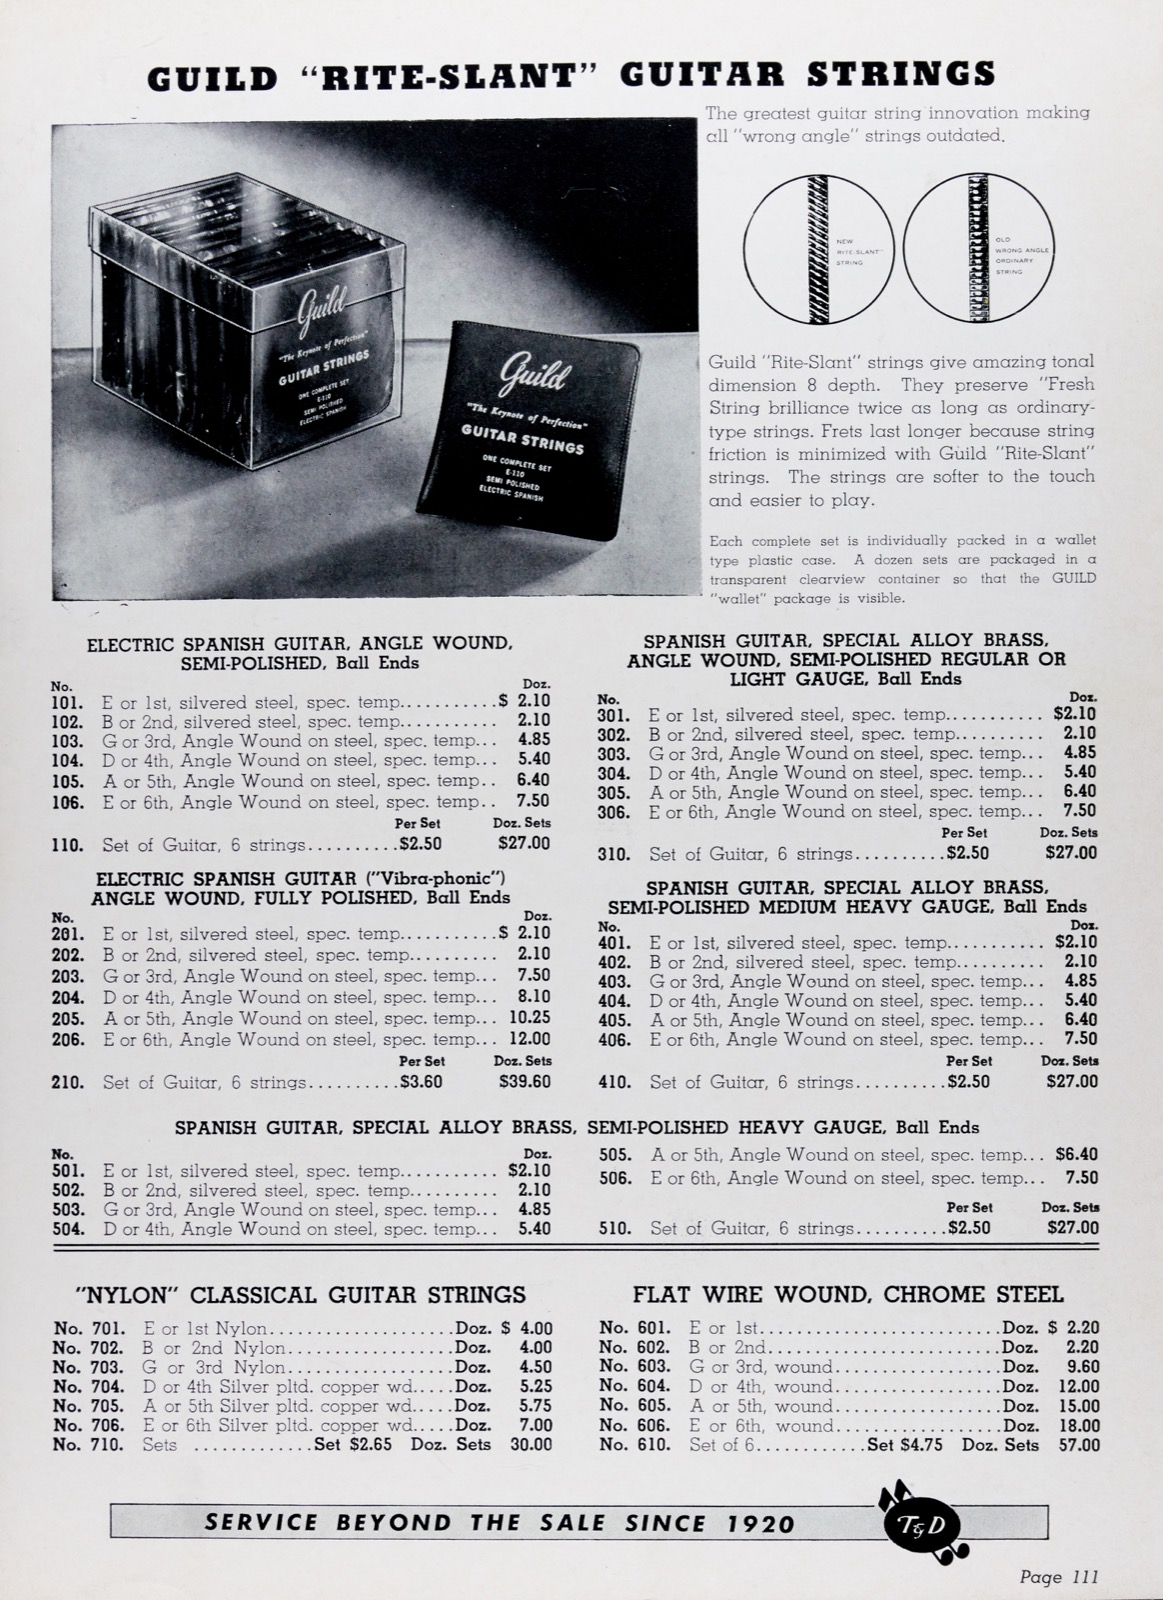 GUILD "RITE-SLANT" GUITAR STRINGS
The greatest guitar string innovation making
all "wrong angle" strings outdated.
NEW
RITE-SLANT"
STRING
OLD
WRONG ANGLE
ORDINARY
STRING
Guild
"The Keynote of Perfection"
GUITAR STRINGS
ONE COMPLETE SET
E-110
SEMI POLISHED
ELECTRIC SPANISH
Guild
"The Keynote of Perfection"
GUITAR STRINGS
ONE COMPLETE SET
E-110
SEMI POLISHED
ELECTRIC SPANISH
Guild "Rite-Slant" strings give amazing tonal
dimension 8 depth. They preserve "Fresh
String brilliance twice as long as ordinary-
type strings. Frets last longer because string
friction is minimized with Guild "Rite-Slant"
strings. The strings are softer to the touch
and easier to play.
Each complete set is individually packed in a wallet
type plastic case. A dozen sets are packaged in a
transparent clearview container so that the GUILD
"wallet" package is visible.
ELECTRIC SPANISH GUITAR, ANGLE WOUND,
SEMI-POLISHED, Ball Ends
No. Doz.
101. E or 1st, silvered steel, spec. temp...........$ 2.10
102. B or 2nd, silvered steel, spec. temp.......... 2.10
103. G or 3rd, Angle Wound on steel, spec. temp... 4.85
104. D or 4th, Angle Wound on steel, spec. temp... 5.40
105. A or 5th, Angle Wound on steel, spec. temp.. 6.40
106. E or 6th, Angle Wound on steel, spec. temp.. 7.50
Per Set Doz. Sets
110. Set of Guitar, 6 strings..........$2.50 $27.00
ELECTRIC SPANISH GUITAR ("Vibra-phonic")
ANGLE WOUND, FULLY POLISHED, Ball Ends
No. Doz.
201. E or 1st, silvered steel, spec. temp...........$ 2.10
202. B or 2nd, silvered steel, spec. temp.......... 2.10
203. G or 3rd, Angle Wound on steel, spec. temp... 7.50
204. D or 4th, Angle Wound on steel, spec. temp... 8.10
205. A or 5th, Angle Wound on steel, spec. temp... 10.25
206. E or 6th, Angle Wound on steel, spec. temp... 12.00
Per Set Doz. Sets
210. Set of Guitar, 6 strings..........$3.60 $39.60
SPANISH GUITAR, SPECIAL ALLOY BRASS,
ANGLE WOUND, SEMI-POLISHED REGULAR OR
LIGHT GAUGE, Ball Ends
No. Doz.
301. E or 1st, silvered steel, spec. temp........... $2.10
302. B or 2nd, silvered steel, spec. temp.......... 2.10
303. G or 3rd, Angle Wound on steel, spec. temp... 4.85
304. D or 4th, Angle Wound on steel, spec. temp... 5.40
305. A or 5th, Angle Wound on steel, spec. temp... 6.40
306. E or 6th, Angle Wound on steel, spec. temp... 7.50
Per Set Doz. Sets
310. Set of Guitar, 6 strings..........$2.50 $27.00
SPANISH GUITAR, SPECIAL ALLOY BRASS,
SEMI-POLISHED MEDIUM HEAVY GAUGE, Ball Ends
No. Doz.
401. E or 1st, silvered steel, spec. temp........... $2.10
402. B or 2nd, silvered steel, spec. temp.......... 2.10
403. G or 3rd, Angle Wound on steel, spec. temp... 4.85
404. D or 4th, Angle Wound on steel, spec. temp... 5.40
405. A or 5th, Angle Wound on steel, spec. temp... 6.40
406. E or 6th, Angle Wound on steel, spec. temp... 7.50
Per Set Doz. Sets
410. Set of Guitar, 6 strings..........$2.50 $27.00
SPANISH GUITAR, SPECIAL ALLOY BRASS, SEMI-POLISHED HEAVY GAUGE, Ball Ends
No. Doz.
501. E or 1st, silvered steel, spec. temp........... $2.10
502. B or 2nd, silvered steel, spec. temp.......... 2.10
503. G or 3rd, Angle Wound on steel, spec. temp... 4.85
504. D or 4th, Angle Wound on steel, spec. temp... 5.40
505. A or 5th, Angle Wound on steel, spec. temp... $6.40
506. E or 6th, Angle Wound on steel, spec. temp... 7.50
Per Set Doz. Sets
510. Set of Guitar, 6 strings..........$2.50 $27.00
"NYLON" CLASSICAL GUITAR STRINGS
No. 701. E or 1st Nylon....................Doz. $ 4.00
No. 702. B or 2nd Nylon..................Doz. 4.00
No. 703. G or 3rd Nylon..................Doz. 4.50
No. 704. D or 4th Silver pltd. copper wd.....Doz. 5.25
No. 705. A or 5th Silver pltd. copper wd.....Doz. 5.75
No. 706. E or 6th Silver pltd. copper wd.....Doz. 7.00
No. 710. Sets .............Set $2.65 Doz. Sets 30.00
FLAT WIRE WOUND, CHROME STEEL
No. 601. E or 1st..........................Doz. $ 2.20
No. 602. B or 2nd.........................Doz. 2.20
No. 603. G or 3rd, wound..................Doz. 9.60
No. 604. D or 4th, wound..................Doz. 12.00
No. 605. A or 5th, wound..................Doz. 15.00
No. 606. E or 6th, wound..................Doz. 18.00
No. 610. Set of 6............Set $4.75 Doz. Sets 57.00
SERVICE BEYOND THE SALE SINCE 1920
T&D
Page 111